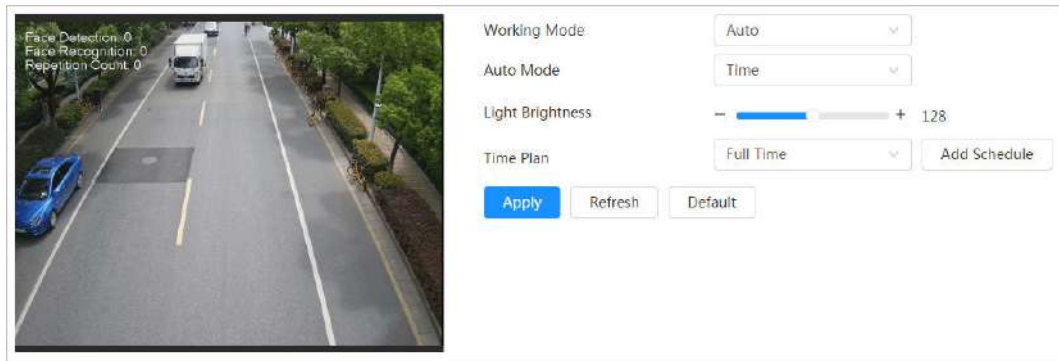 Face Detection: 0
Face Recognition: 0
Repetition Count: 0
Working Mode Auto
Auto Mode Time
Light Brightness 128
Time Plan Full Time Add Schedule
Apply Refresh Default